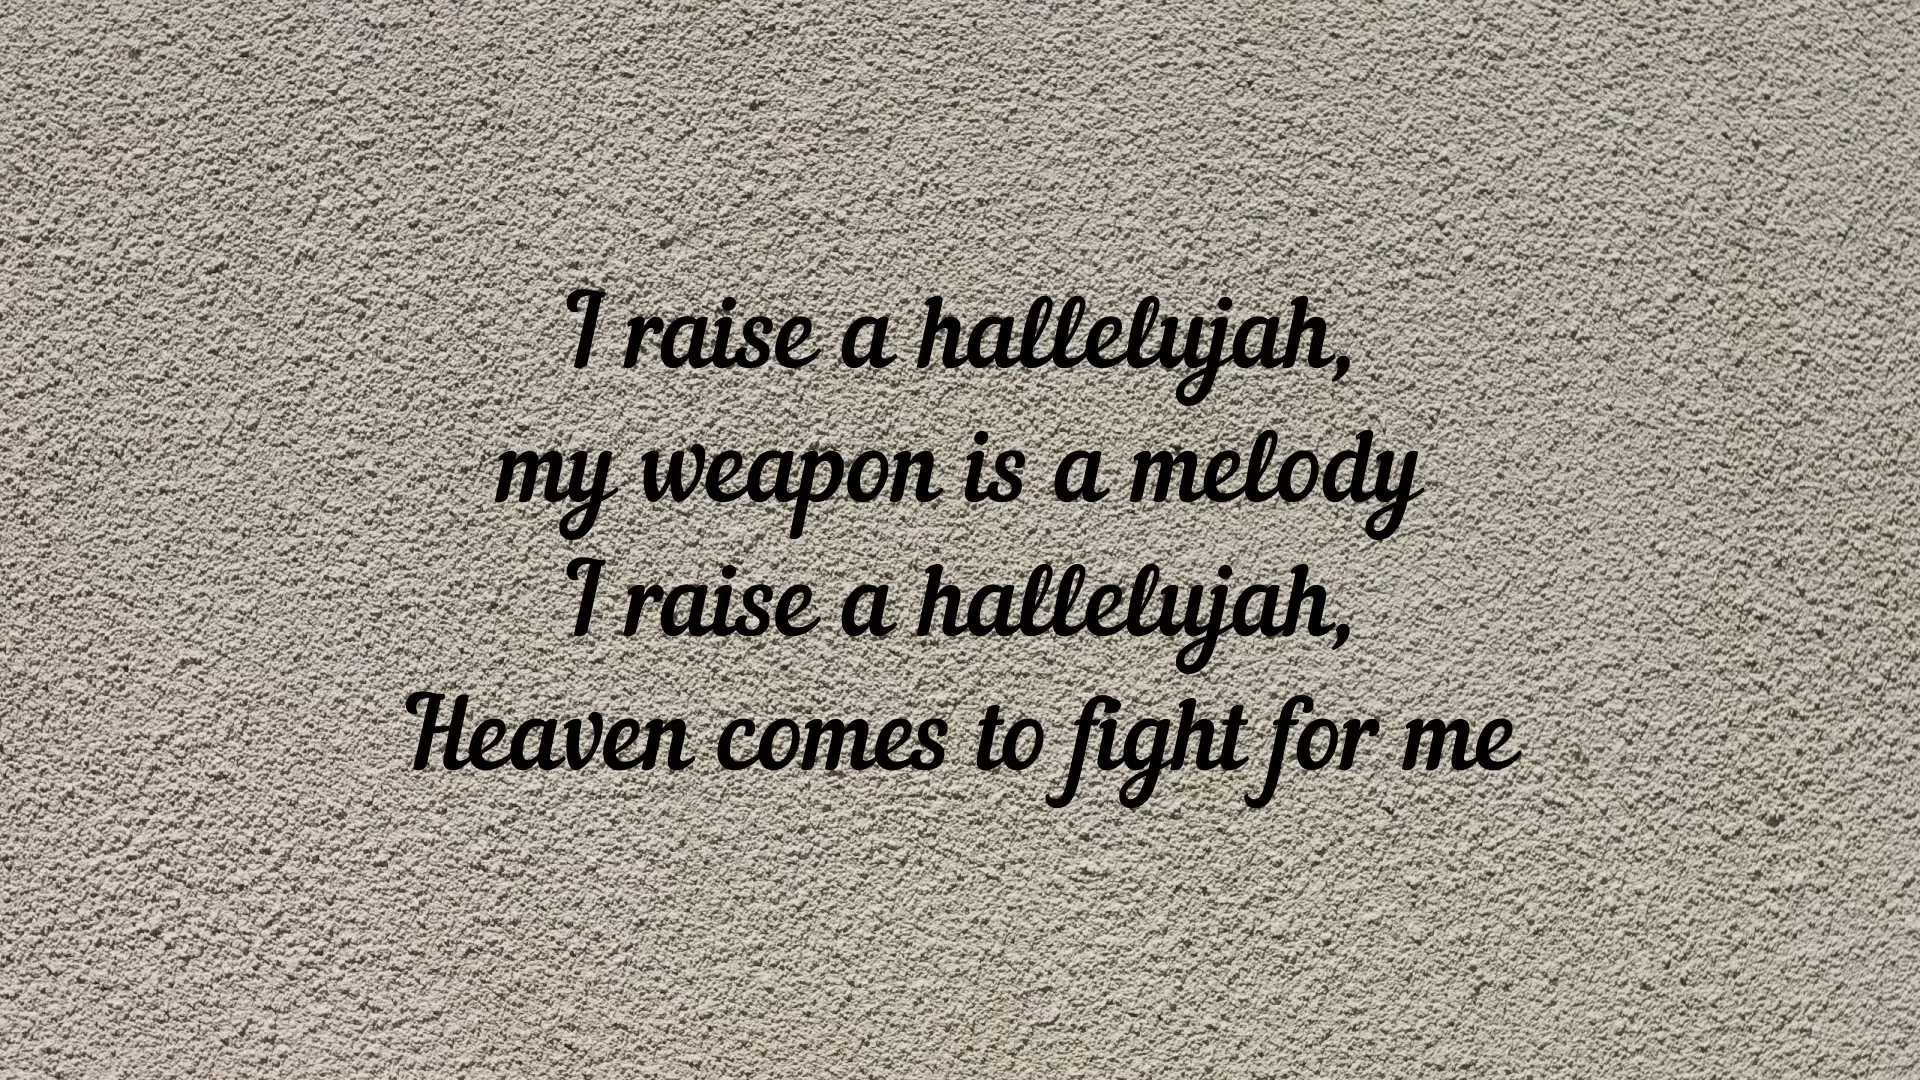 I raise a hallelujah,
my weapon is a melody
I raise a hallelujah,
Heaven comes to fight for me